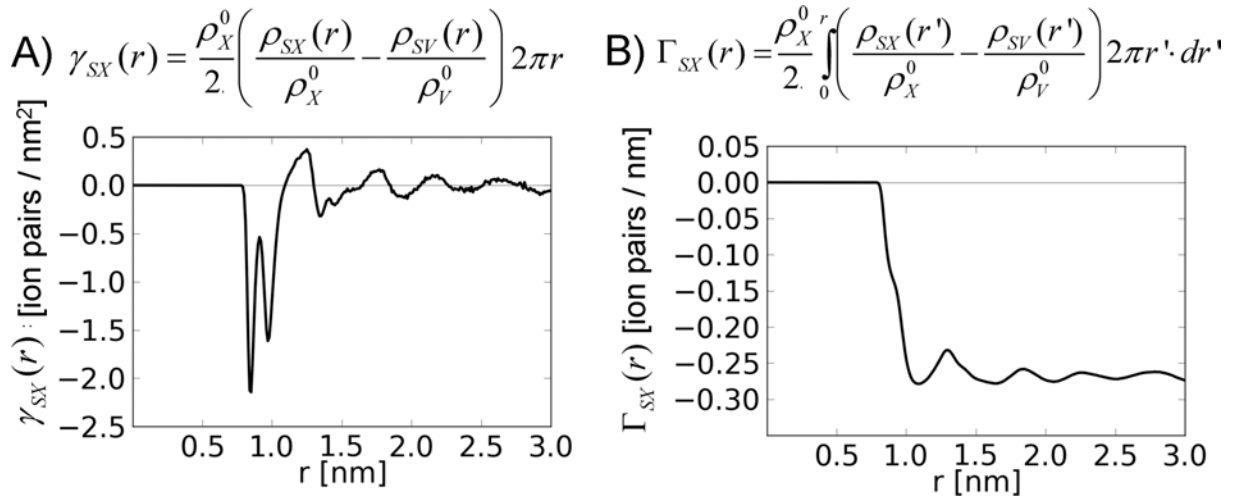 A) γ_SX(r) = ρ_X^0/2. (ρ_SX(r)/ρ_X^0 − ρ_SV(r)/ρ_V^0) 2πr
0.5
0.0
−0.5
−1.0
−1.5
−2.0
−2.5
0.5 1.0 1.5 2.0 2.5 3.0
r [nm]
γ_SX(r) : [ion pairs / nm²]
B) Γ_SX(r) = ρ_X^0/2. ∫_0^r (ρ_SX(r')/ρ_X^0 − ρ_SV(r')/ρ_V^0) 2πr'· dr'
0.05
0.00
−0.05
−0.10
−0.15
−0.20
−0.25
−0.30
0.5 1.0 1.5 2.0 2.5 3.0
r [nm]
Γ_SX(r) [ion pairs / nm]